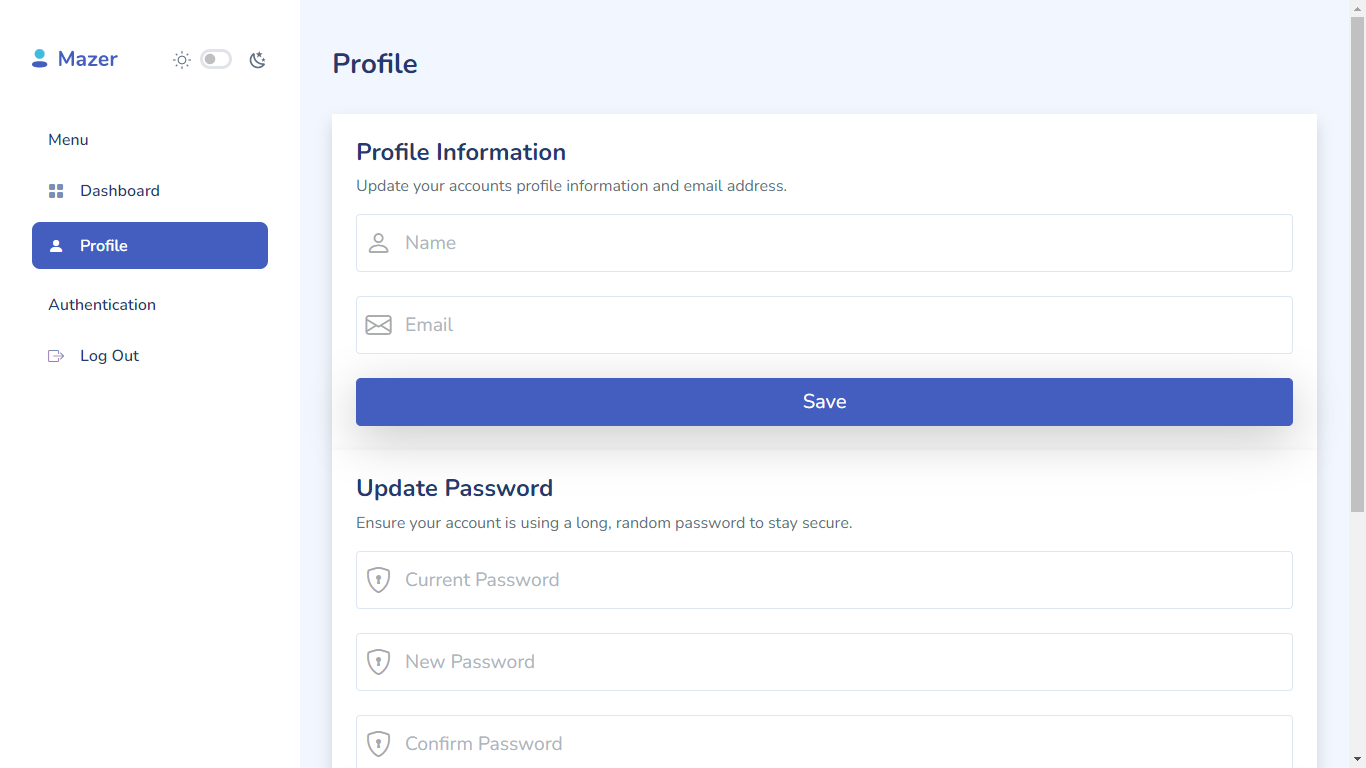 Mazer
Menu
Dashboard
Profile
Authentication
Log Out
Profile
Profile Information
Update your accounts profile information and email address.
Name
Email
Save
Update Password
Ensure your account is using a long, random password to stay secure.
Current Password
New Password
Confirm Password